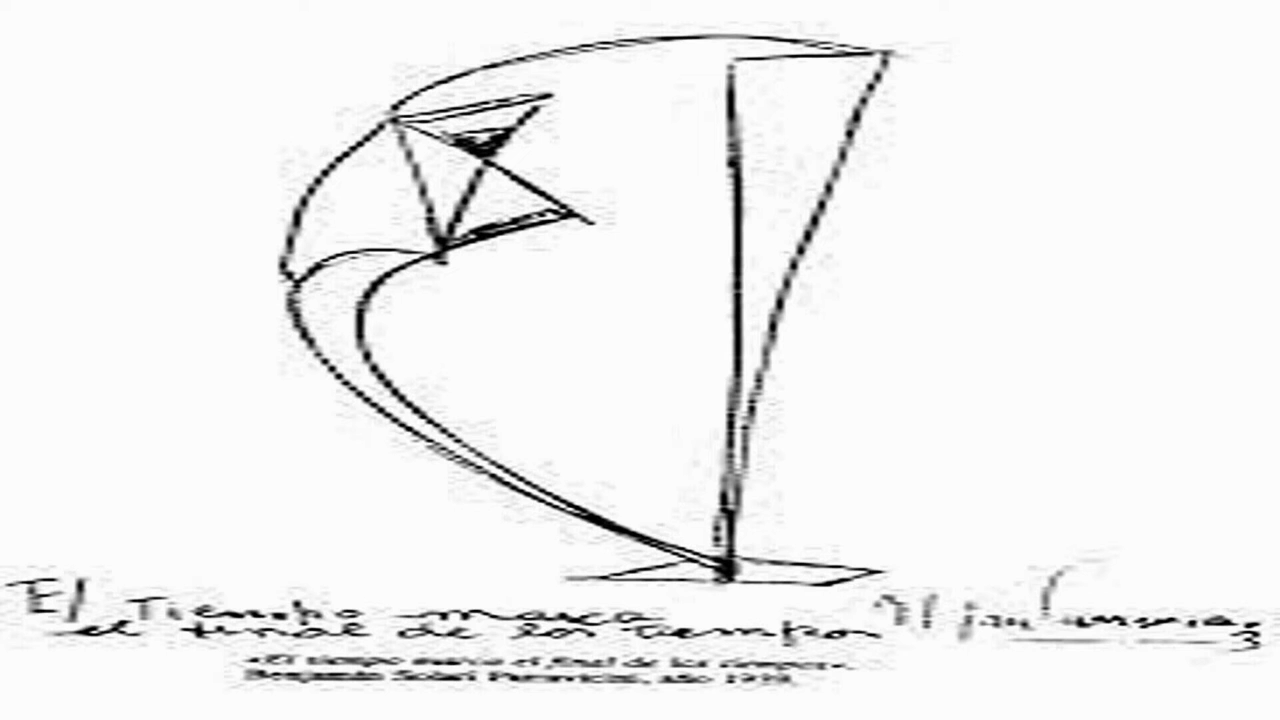 El Tiempo marca
el final de los tiempos
«El tiempo marca el final de los tiempos».
Benjamín Solari Parravicini, año